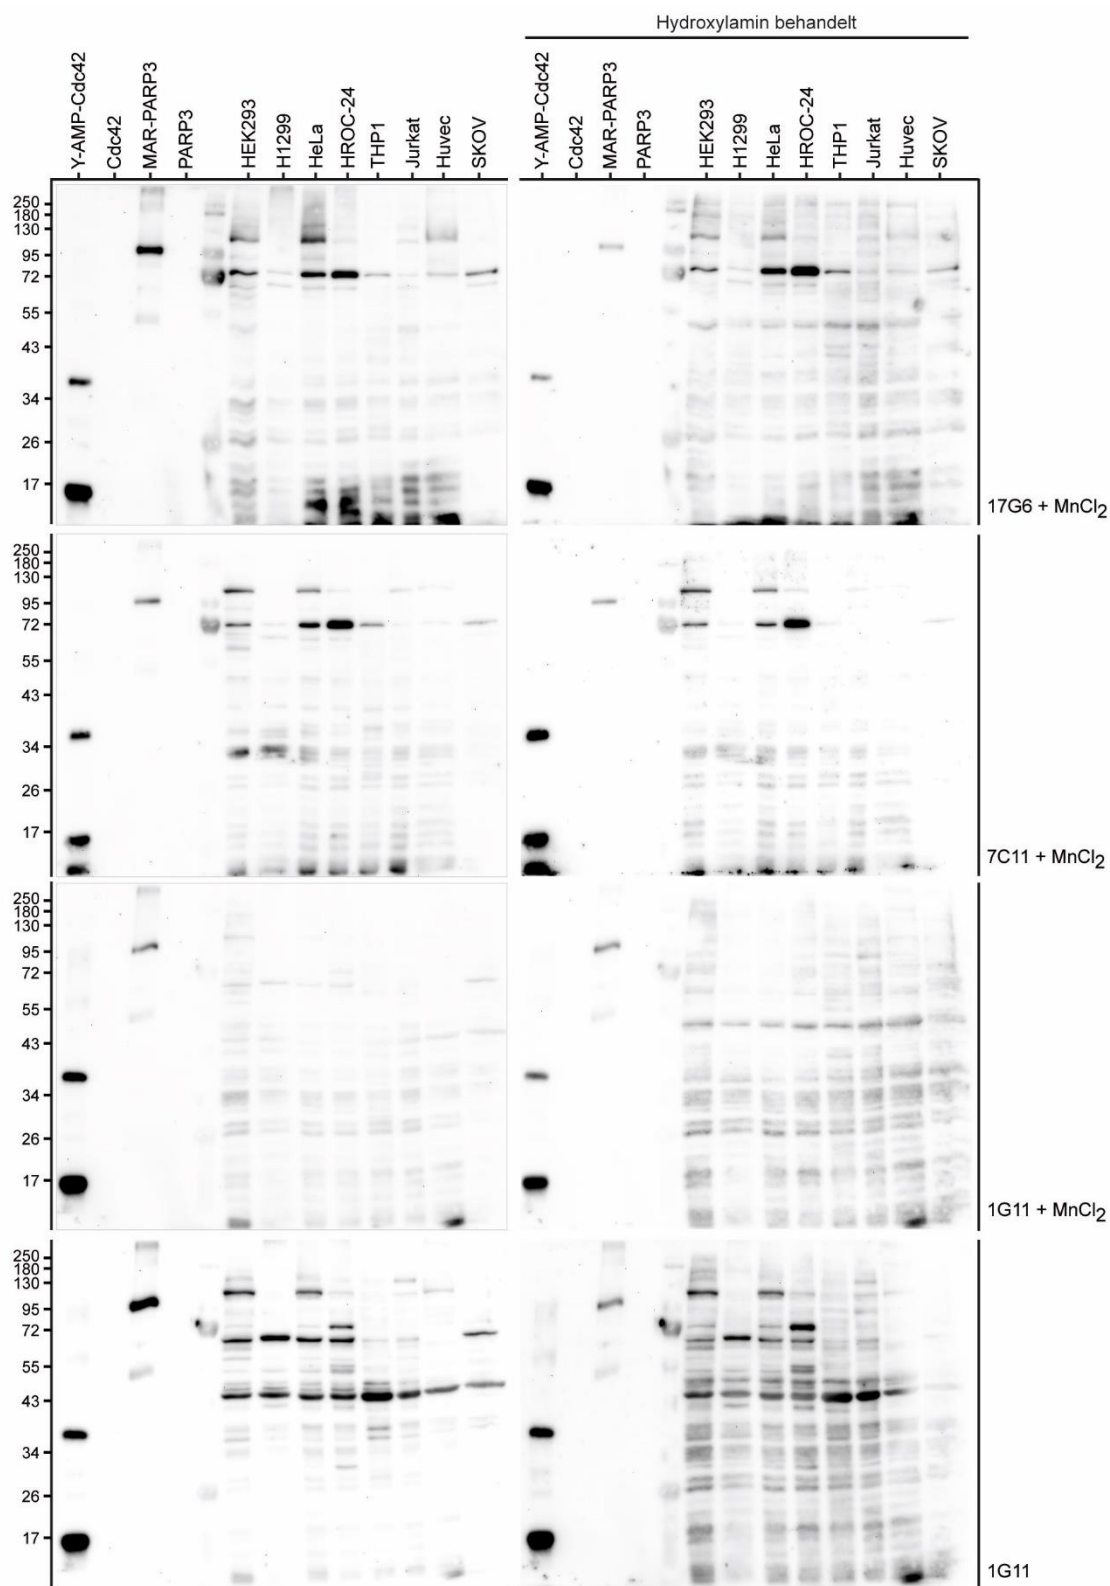 Hydroxylamin behandelt
Y-AMP-Cdc42
Cdc42
MAR-PARP3
PARP3
HEK293
H1299
HeLa
HROC-24
THP1
Jurkat
Huvec
SKOV
Y-AMP-Cdc42
Cdc42
MAR-PARP3
PARP3
HEK293
H1299
HeLa
HROC-24
THP1
Jurkat
Huvec
SKOV
250
180
130
95
72
55
43
34
26
17
17G6 + MnCl2
250
180
130
95
72
55
43
34
26
17
7C11 + MnCl2
250
180
130
95
72
55
43
34
26
17
1G11 + MnCl2
250
180
130
95
72
55
43
34
26
17
1G11